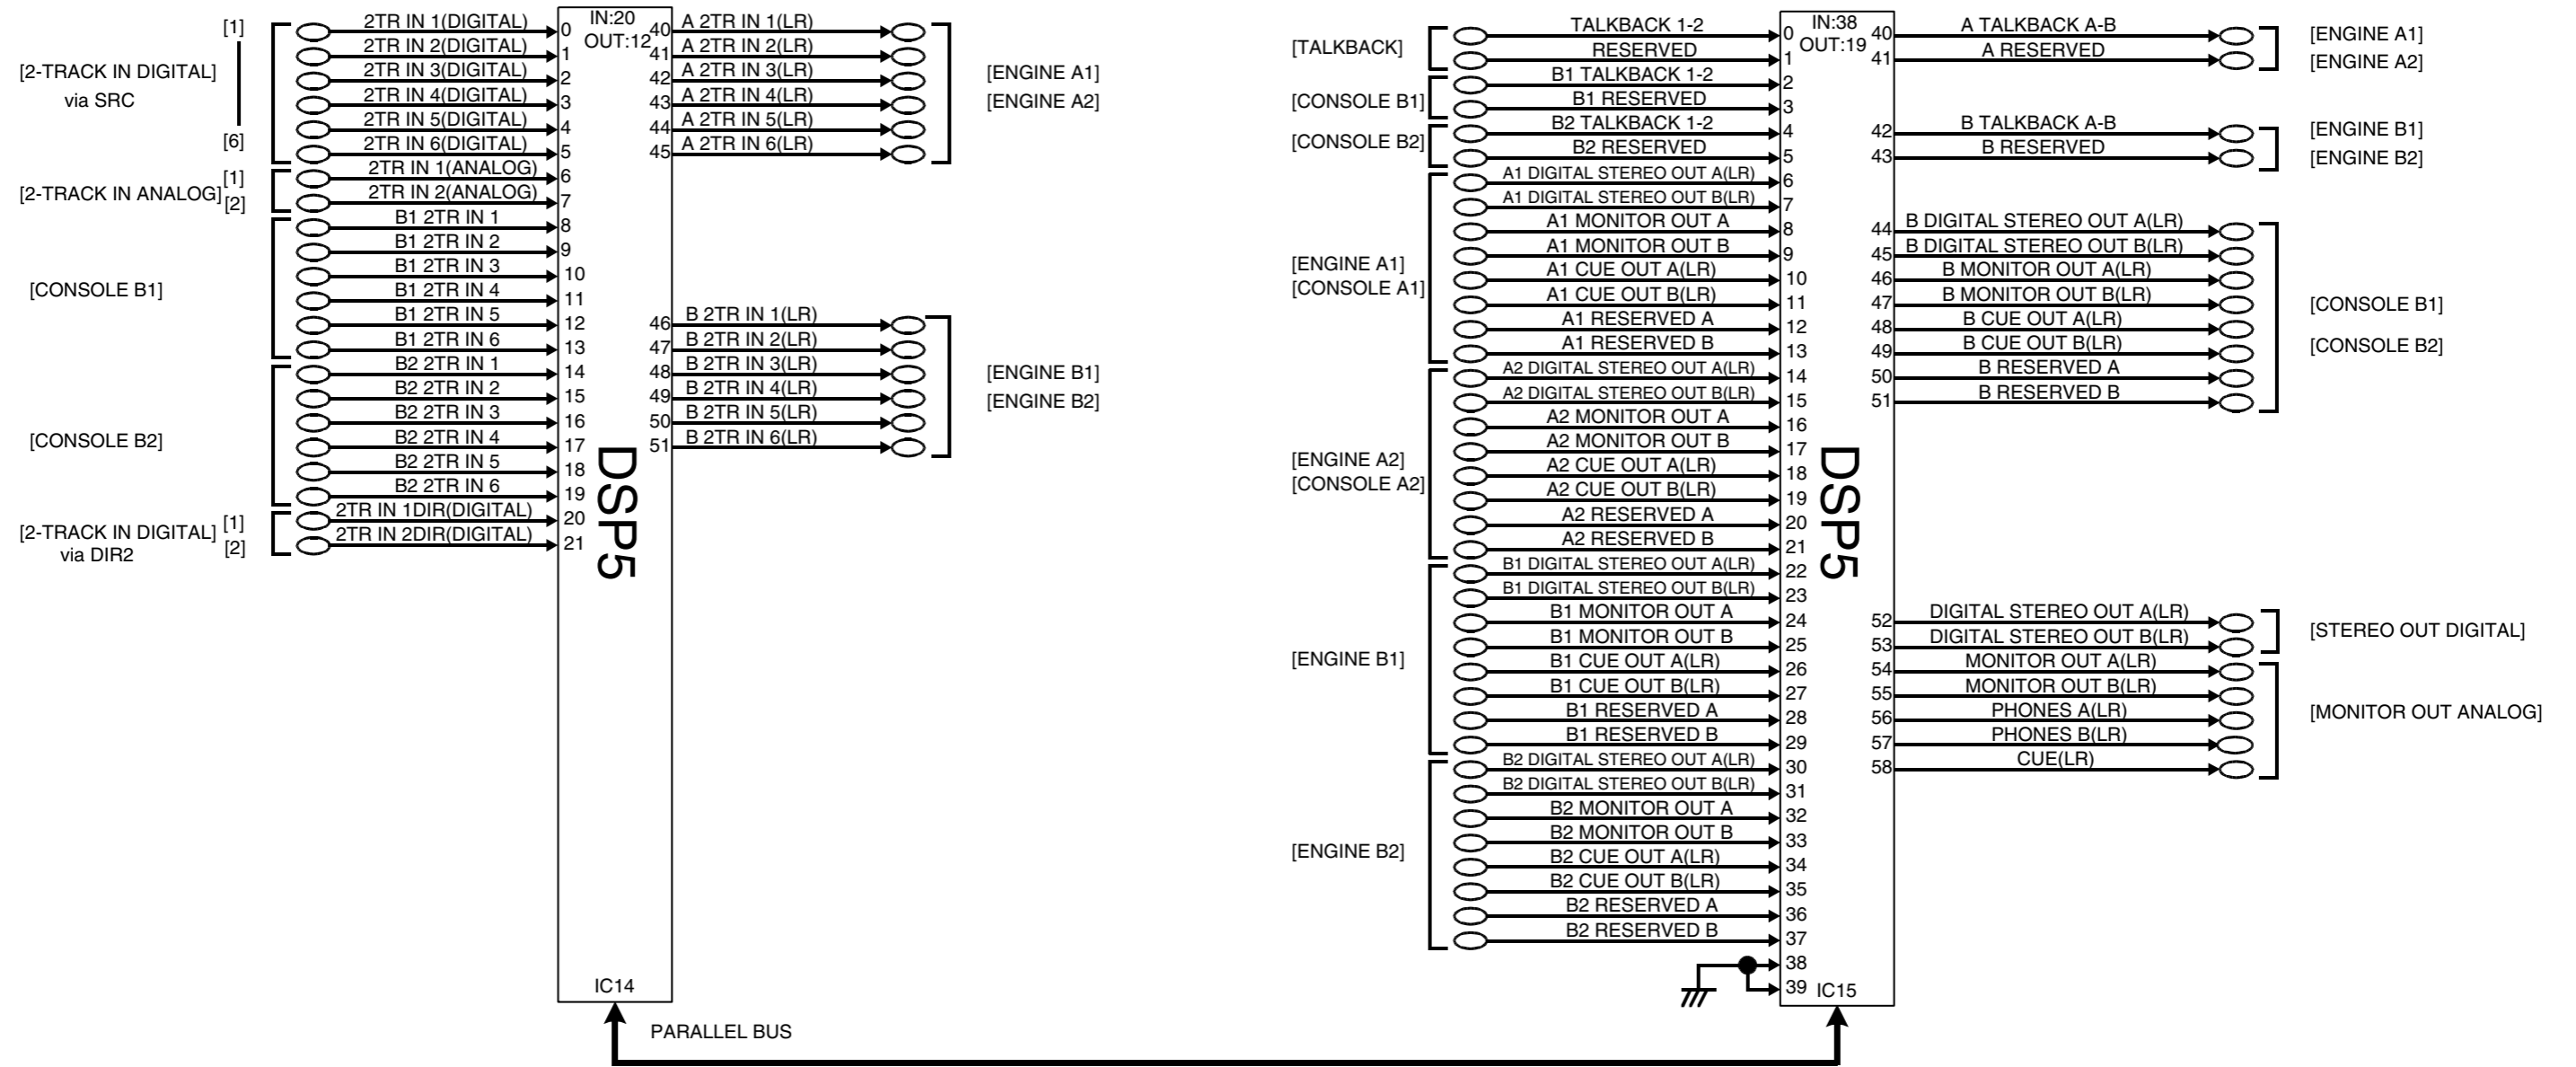 [1]
[2-TRACK IN DIGITAL]
via SRC
[6]
2TR IN 1(DIGITAL) 0
2TR IN 2(DIGITAL) 1
2TR IN 3(DIGITAL) 2
2TR IN 4(DIGITAL) 3
2TR IN 5(DIGITAL) 4
2TR IN 6(DIGITAL) 5
[2-TRACK IN ANALOG]
[1]
[2]
2TR IN 1(ANALOG) 6
2TR IN 2(ANALOG) 7
[CONSOLE B1]
B1 2TR IN 1 8
B1 2TR IN 2 9
B1 2TR IN 3 10
B1 2TR IN 4 11
B1 2TR IN 5 12
B1 2TR IN 6 13
[CONSOLE B2]
B2 2TR IN 1 14
B2 2TR IN 2 15
B2 2TR IN 3 16
B2 2TR IN 4 17
B2 2TR IN 5 18
B2 2TR IN 6 19
[2-TRACK IN DIGITAL]
via DIR2
[1]
[2]
2TR IN 1DIR(DIGITAL) 20
2TR IN 2DIR(DIGITAL) 21
IN:20
OUT:12
DSP5
IC14
40 A 2TR IN 1(LR)
41 A 2TR IN 2(LR)
42 A 2TR IN 3(LR)
43 A 2TR IN 4(LR)
44 A 2TR IN 5(LR)
45 A 2TR IN 6(LR)
[ENGINE A1]
[ENGINE A2]
46 B 2TR IN 1(LR)
47 B 2TR IN 2(LR)
48 B 2TR IN 3(LR)
49 B 2TR IN 4(LR)
50 B 2TR IN 5(LR)
51 B 2TR IN 6(LR)
[ENGINE B1]
[ENGINE B2]
PARALLEL BUS
[TALKBACK]
TALKBACK 1-2 0
RESERVED 1
[CONSOLE B1]
B1 TALKBACK 1-2 2
B1 RESERVED 3
[CONSOLE B2]
B2 TALKBACK 1-2 4
B2 RESERVED 5
[ENGINE A1]
[CONSOLE A1]
A1 DIGITAL STEREO OUT A(LR) 6
A1 DIGITAL STEREO OUT B(LR) 7
A1 MONITOR OUT A 8
A1 MONITOR OUT B 9
A1 CUE OUT A(LR) 10
A1 CUE OUT B(LR) 11
A1 RESERVED A 12
A1 RESERVED B 13
[ENGINE A2]
[CONSOLE A2]
A2 DIGITAL STEREO OUT A(LR) 14
A2 DIGITAL STEREO OUT B(LR) 15
A2 MONITOR OUT A 16
A2 MONITOR OUT B 17
A2 CUE OUT A(LR) 18
A2 CUE OUT B(LR) 19
A2 RESERVED A 20
A2 RESERVED B 21
[ENGINE B1]
B1 DIGITAL STEREO OUT A(LR) 22
B1 DIGITAL STEREO OUT B(LR) 23
B1 MONITOR OUT A 24
B1 MONITOR OUT B 25
B1 CUE OUT A(LR) 26
B1 CUE OUT B(LR) 27
B1 RESERVED A 28
B1 RESERVED B 29
[ENGINE B2]
B2 DIGITAL STEREO OUT A(LR) 30
B2 DIGITAL STEREO OUT B(LR) 31
B2 MONITOR OUT A 32
B2 MONITOR OUT B 33
B2 CUE OUT A(LR) 34
B2 CUE OUT B(LR) 35
B2 RESERVED A 36
B2 RESERVED B 37
38
39
IN:38
OUT:19
DSP5
IC15
40 A TALKBACK A-B
41 A RESERVED
[ENGINE A1]
[ENGINE A2]
42 B TALKBACK A-B
43 B RESERVED
[ENGINE B1]
[ENGINE B2]
44 B DIGITAL STEREO OUT A(LR)
45 B DIGITAL STEREO OUT B(LR)
46 B MONITOR OUT A(LR)
47 B MONITOR OUT B(LR)
48 B CUE OUT A(LR)
49 B CUE OUT B(LR)
50 B RESERVED A
51 B RESERVED B
[CONSOLE B1]
[CONSOLE B2]
52 DIGITAL STEREO OUT A(LR)
53 DIGITAL STEREO OUT B(LR)
[STEREO OUT DIGITAL]
54 MONITOR OUT A(LR)
55 MONITOR OUT B(LR)
56 PHONES A(LR)
57 PHONES B(LR)
58 CUE(LR)
[MONITOR OUT ANALOG]